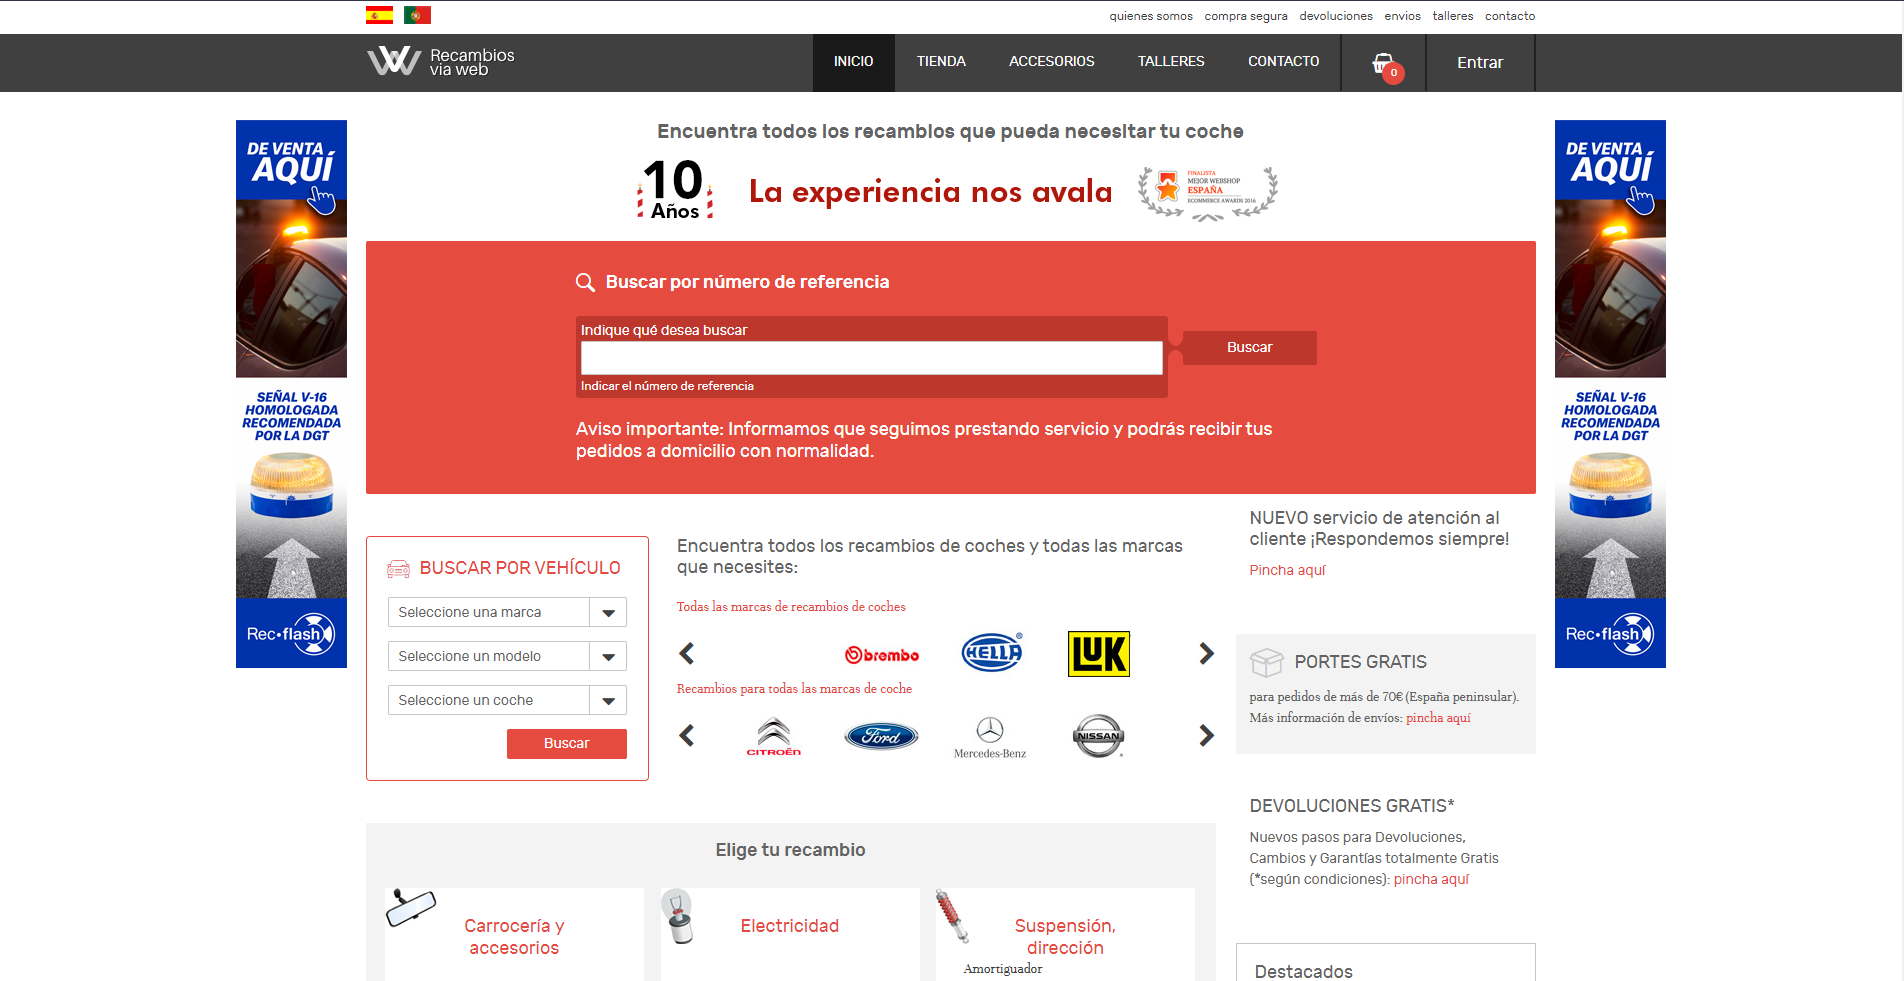 quienes somos compra segura devoluciones envios talleres contacto
Recambios
via web
INICIO TIENDA ACCESORIOS TALLERES CONTACTO 0 Entrar
Encuentra todos los recambios que pueda necesitar tu coche
10
Años
La experiencia nos avala
FINALISTA
MEJOR WEBSHOP
ESPAÑA
ECOMMERCE AWARDS 2016
DE VENTA
AQUÍ
SEÑAL V-16
HOMOLOGADA
RECOMENDADA
POR LA DGT
Rec•flash
Buscar por número de referencia
Indique qué desea buscar
Buscar
Indicar el número de referencia
Aviso importante: Informamos que seguimos prestando servicio y podrás recibir tus
pedidos a domicilio con normalidad.
DE VENTA
AQUÍ
SEÑAL V-16
HOMOLOGADA
RECOMENDADA
POR LA DGT
Rec•flash
BUSCAR POR VEHÍCULO
Seleccione una marca
Seleccione un modelo
Seleccione un coche
Buscar
Encuentra todos los recambios de coches y todas las marcas
que necesites:
Todas las marcas de recambios de coches
brembo HELLA LUK
Recambios para todas las marcas de coche
CITROËN Ford Mercedes-Benz NISSAN
NUEVO servicio de atención al
cliente ¡Respondemos siempre!
Pincha aquí
PORTES GRATIS
para pedidos de más de 70€ (España peninsular).
Más información de envíos: pincha aquí
DEVOLUCIONES GRATIS*
Nuevos pasos para Devoluciones,
Cambios y Garantías totalmente Gratis
(*según condiciones): pincha aquí
Destacados
Elige tu recambio
Carrocería y
accesorios
Electricidad
Suspensión,
dirección
Amortiguador